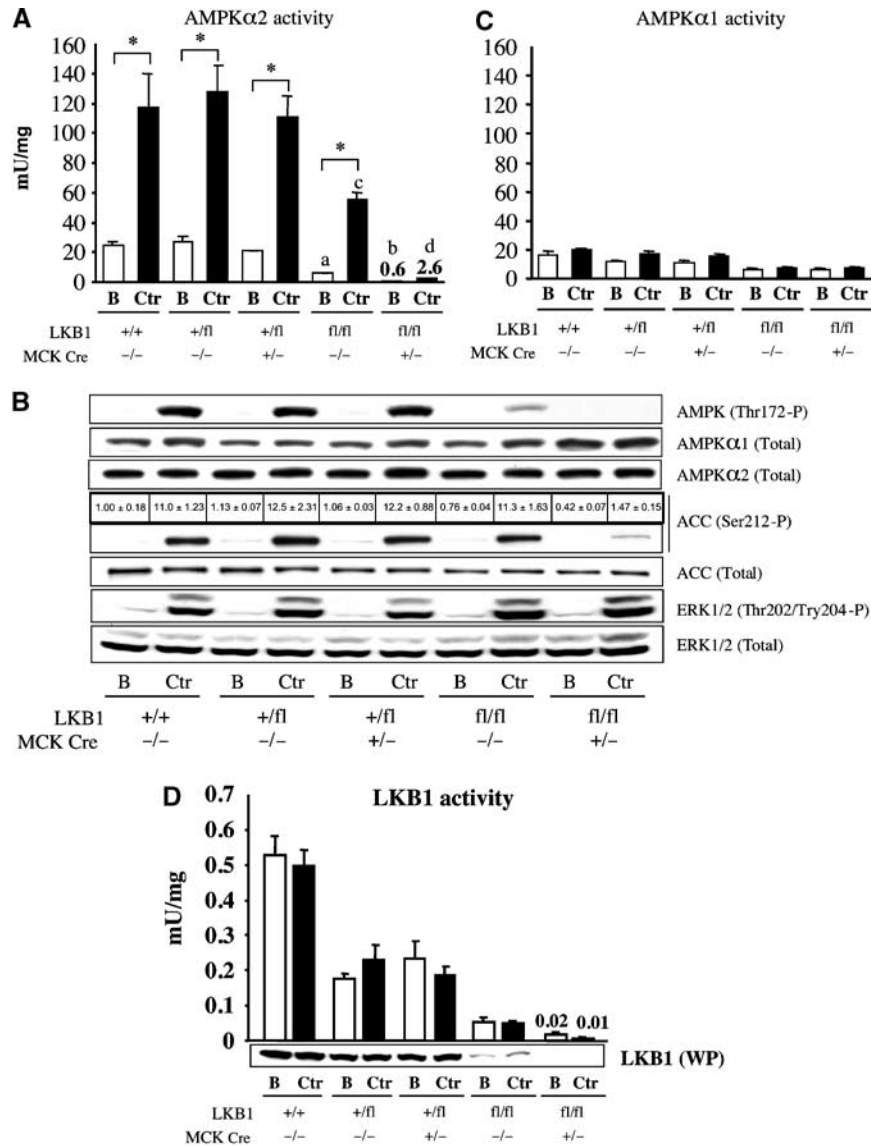 A
AMPKα2 activity
160
140
120
100
80
60
40
20
0
mU/mg
*
*
*
*
a
c
b
d
0.6
2.6
B Ctr B Ctr B Ctr B Ctr B Ctr
LKB1 +/+ +/fl +/fl fl/fl fl/fl
MCK Cre –/– –/– +/– –/– +/–
C
AMPKα1 activity
160
140
120
100
80
60
40
20
0
B Ctr B Ctr B Ctr B Ctr B Ctr
LKB1 +/+ +/fl +/fl fl/fl fl/fl
MCK Cre –/– –/– +/– –/– +/–
B
AMPK (Thr172-P)
AMPKα1 (Total)
AMPKα2 (Total)
1.00 ± 0.18 11.0 ± 1.23 1.13 ± 0.07 12.5 ± 2.31 1.06 ± 0.03 12.2 ± 0.88 0.76 ± 0.04 11.3 ± 1.63 0.42 ± 0.07 1.47 ± 0.15
ACC (Ser212-P)
ACC (Total)
ERK1/2 (Thr202/Try204-P)
ERK1/2 (Total)
B Ctr B Ctr B Ctr B Ctr B Ctr
LKB1 +/+ +/fl +/fl fl/fl fl/fl
MCK Cre –/– –/– +/– –/– +/–
D
LKB1 activity
0.7
0.6
0.5
0.4
0.3
0.2
0.1
0
mU/mg
0.02 0.01
LKB1 (WP)
B Ctr B Ctr B Ctr B Ctr B Ctr
LKB1 +/+ +/fl +/fl fl/fl fl/fl
MCK Cre –/– –/– +/– –/– +/–